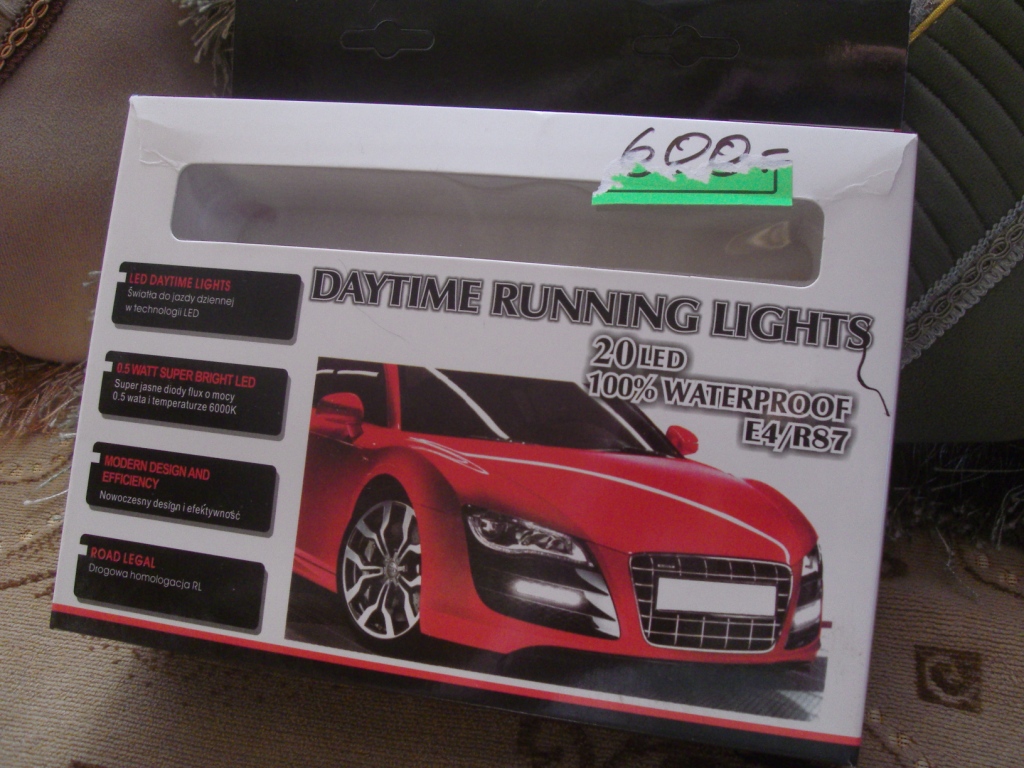 600-
DAYTIME RUNNING LIGHTS
20 LED
100% WATERPROOF
E4/R87
LED DAYTIME LIGHTS
Światła do jazdy dziennej
w technologii LED
0.5 WATT SUPER BRIGHT LED
Super jasne diody flux o mocy
0.5 wata i temperaturze 6000K
MODERN DESIGN AND
EFFICIENCY
Nowoczesny design i efektywność
ROAD LEGAL
Drogowa homologacja RL